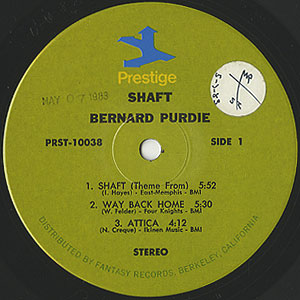 Prestige
MAY 07 1983
SHAFT
BERNARD PURDIE
PRST-10038 SIDE 1
1. SHAFT (Theme From) 5:52
(I. Hayes) - East-Memphis - BMI
2. WAY BACK HOME 5:30
(W. Felder) - Four Knights - BMI
3. ATTICA 4:12
(N. Creque) - Ikinen Music - BMI
STEREO
DISTRIBUTED BY FANTASY RECORDS, BERKELEY, CALIFORNIA